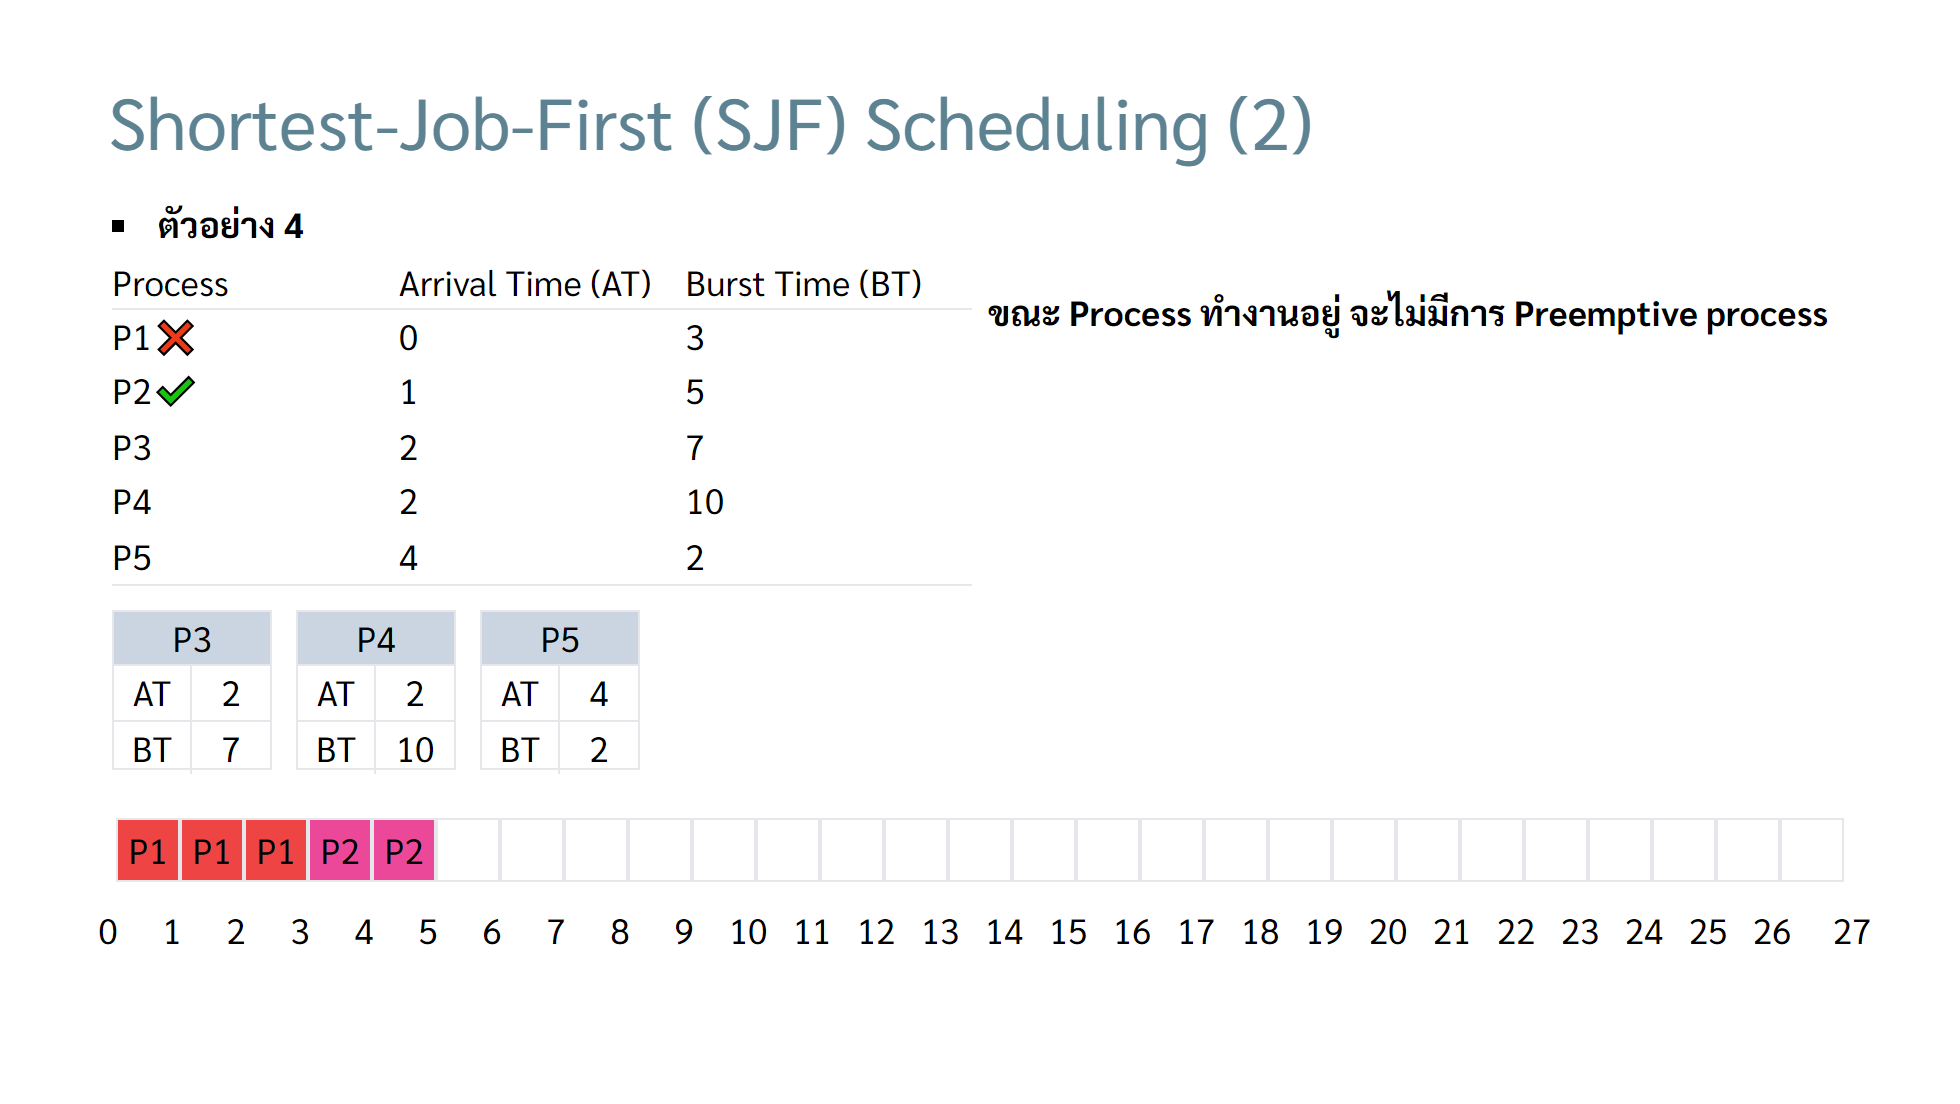 Shortest-Job-First (SJF) Scheduling (2)
ตัวอย่าง 4
Process Arrival Time (AT) Burst Time (BT)
ขณะ Process ทำงานอยู่ จะไม่มีการ Preemptive process
P1 0 3
P2 1 5
P3 2 7
P4 2 10
P5 4 2
P3 P4 P5
AT 2 AT 2 AT 4
BT 7 BT 10 BT 2
P1 P1 P1 P2 P2
0 1 2 3 4 5 6 7 8 9 10 11 12 13 14 15 16 17 18 19 20 21 22 23 24 25 26 27